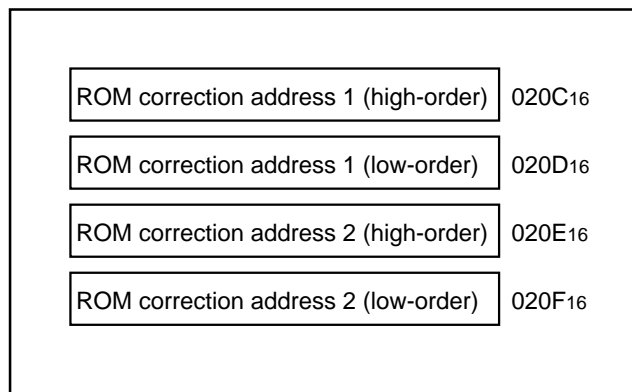 ROM correction address 1 (high-order) 020C16
ROM correction address 1 (low-order) 020D16
ROM correction address 2 (high-order) 020E16
ROM correction address 2 (low-order) 020F16